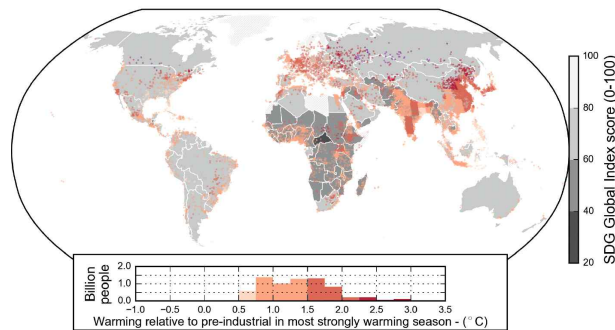 100
80
60
40
20
SDG Global Index score (0-100)
Billion
people
2.0
1.0
0.0
−1.0 −0.5 0.0 0.5 1.0 1.5 2.0 2.5 3.0 3.5
Warming relative to pre-industrial in most strongly warming season - (°C)